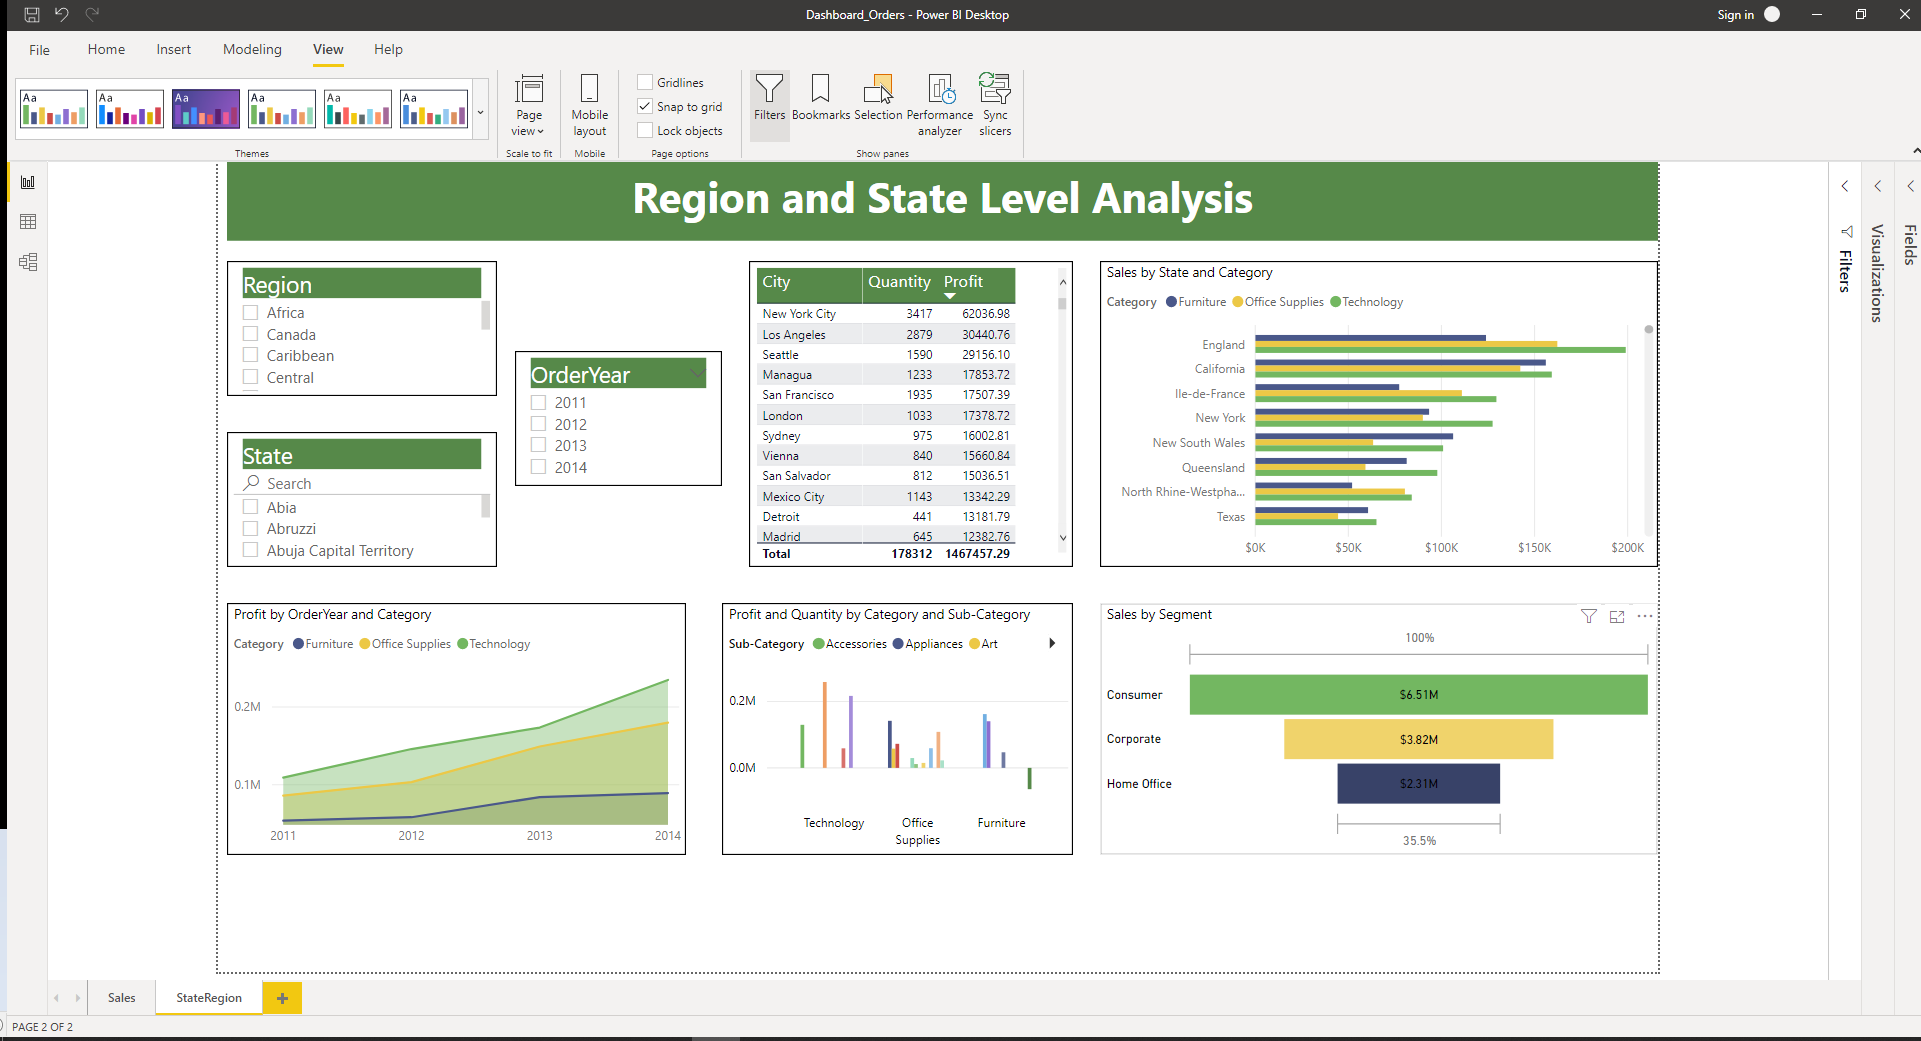 Dashboard_Orders - Power BI Desktop
Sign in
File Home Insert Modeling View Help
Aa Aa Aa Aa Aa Aa
Page view
Mobile layout
Gridlines
Snap to grid
Lock objects
Filters
Bookmarks
Selection
Performance analyzer
Sync slicers
Themes
Scale to fit
Mobile
Page options
Show panes
Region and State Level Analysis
Region
Africa
Canada
Caribbean
Central
State
Search
Abia
Abruzzi
Abuja Capital Territory
OrderYear
2011
2012
2013
2014
City Quantity Profit
New York City 3417 62036.98
Los Angeles 2879 30440.76
Seattle 1590 29156.10
Managua 1233 17853.72
San Francisco 1935 17507.39
London 1033 17378.72
Sydney 975 16002.81
Vienna 840 15660.84
San Salvador 812 15036.51
Mexico City 1143 13342.29
Detroit 441 13181.79
Madrid 645 12382.76
Total 178312 1467457.29
Sales by State and Category
Category Furniture Office Supplies Technology
England
California
Ile-de-France
New York
New South Wales
Queensland
North Rhine-Westpha...
Texas
$0K $50K $100K $150K $200K
Filters
Visualizations
Fields
Profit by OrderYear and Category
Category Furniture Office Supplies Technology
0.2M
0.1M
2011 2012 2013 2014
Profit and Quantity by Category and Sub-Category
Sub-Category Accessories Appliances Art
0.2M
0.0M
Technology Office Supplies Furniture
Sales by Segment
100%
Consumer $6.51M
Corporate $3.82M
Home Office $2.31M
35.5%
Sales StateRegion
PAGE 2 OF 2